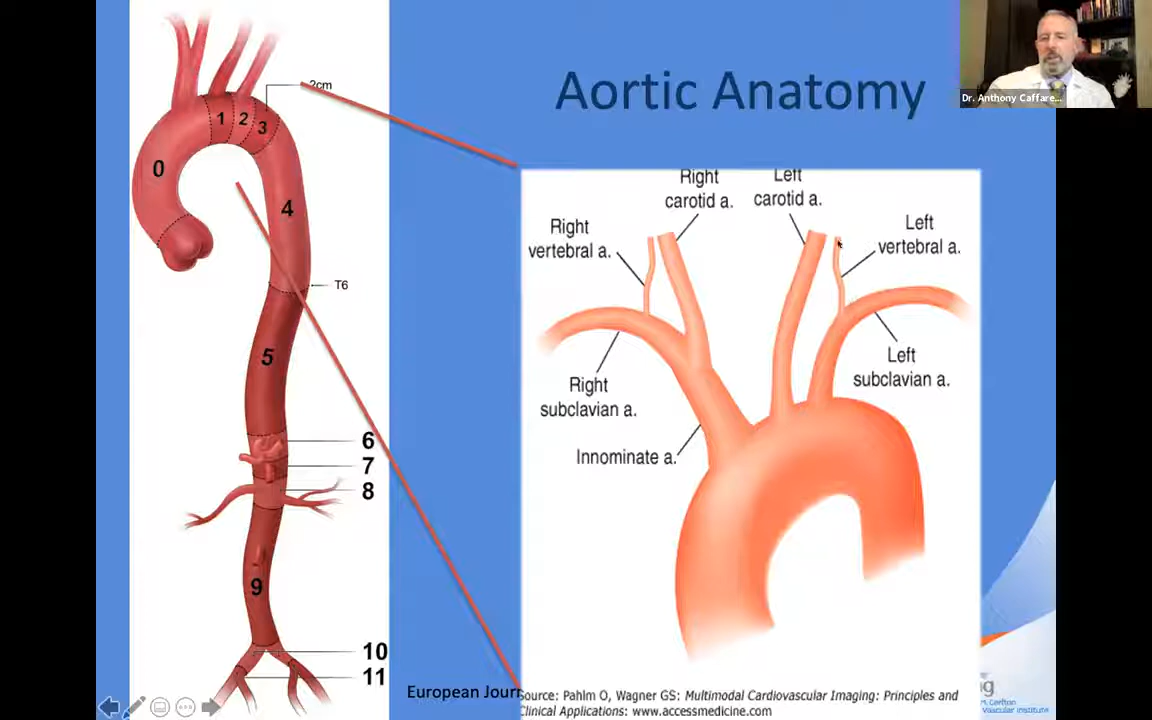 Aortic Anatomy
Dr. Anthony Caffare...
0
1
2
3
2cm
4
T6
5
6
7
8
9
10
11
Right
carotid a.
Left
carotid a.
Right
vertebral a.
Left
vertebral a.
Right
subclavian a.
Left
subclavian a.
Innominate a.
European Jour
Source: Pahlm O, Wagner GS: Multimodal Cardiovascular Imaging: Principles and
Clinical Applications: www.accessmedicine.com
Vascular Institute